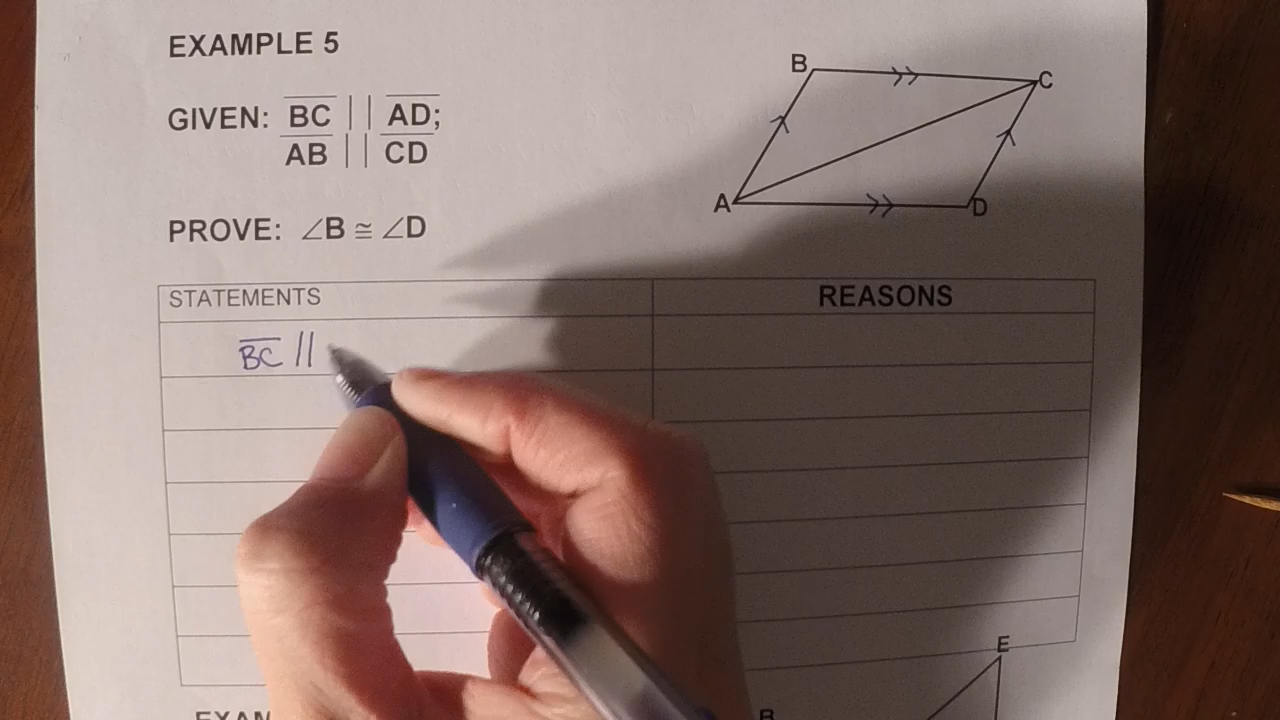 EXAMPLE 5
GIVEN: BC || AD;
AB || CD
PROVE: ∠B ≅ ∠D
B
C
A
D
STATEMENTS
REASONS
BC //
E
B